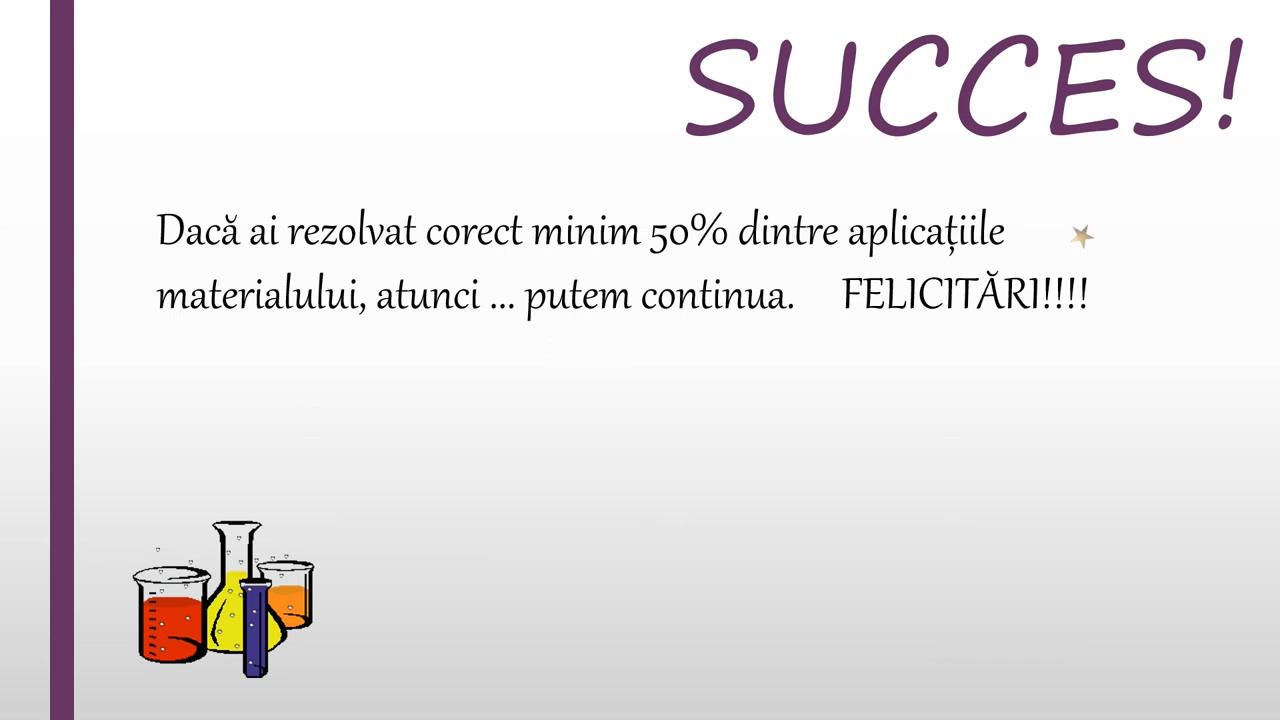 SUCCES!
Dacă ai rezolvat corect minim 50% dintre aplicațiile
materialului, atunci ... putem continua. FELICITĂRI!!!!